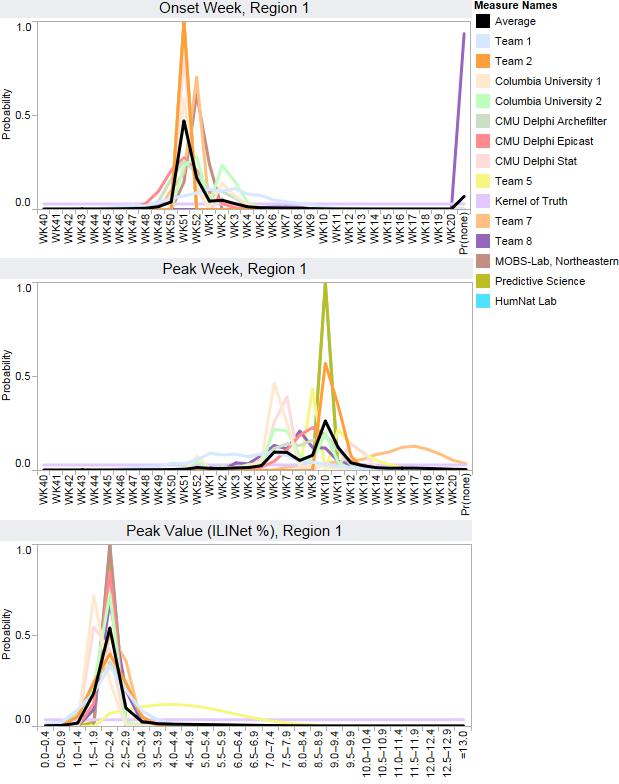 Onset Week, Region 1
Probability
1.0
0.5
0.0
WK40 WK41 WK42 WK43 WK44 WK45 WK46 WK47 WK48 WK49 WK50 WK51 WK52 WK1 WK2 WK3 WK4 WK5 WK6 WK7 WK8 WK9 WK10 WK11 WK12 WK13 WK14 WK15 WK16 WK17 WK18 WK19 WK20 Pr(none)
Peak Week, Region 1
Probability
1.0
0.5
0.0
WK40 WK41 WK42 WK43 WK44 WK45 WK46 WK47 WK48 WK49 WK50 WK51 WK52 WK1 WK2 WK3 WK4 WK5 WK6 WK7 WK8 WK9 WK10 WK11 WK12 WK13 WK14 WK15 WK16 WK17 WK18 WK19 WK20 Pr(none)
Peak Value (ILINet %), Region 1
Probability
1.0
0.5
0.0
0.0–0.4 0.5–0.9 1.0–1.4 1.5–1.9 2.0–2.4 2.5–2.9 3.0–3.4 3.5–3.9 4.0–4.4 4.5–4.9 5.0–5.4 5.5–5.9 6.0–6.4 6.5–6.9 7.0–7.4 7.5–7.9 8.0–8.4 8.5–8.9 9.0–9.4 9.5–9.9 10.0–10.4 10.5–10.9 11.0–11.4 11.5–11.9 12.0–12.4 12.5–12.9 =13.0
Measure Names
Average
Team 1
Team 2
Columbia University 1
Columbia University 2
CMU Delphi Archefilter
CMU Delphi Epicast
CMU Delphi Stat
Team 5
Kernel of Truth
Team 7
Team 8
MOBS-Lab, Northeastern
Predictive Science
HumNat Lab